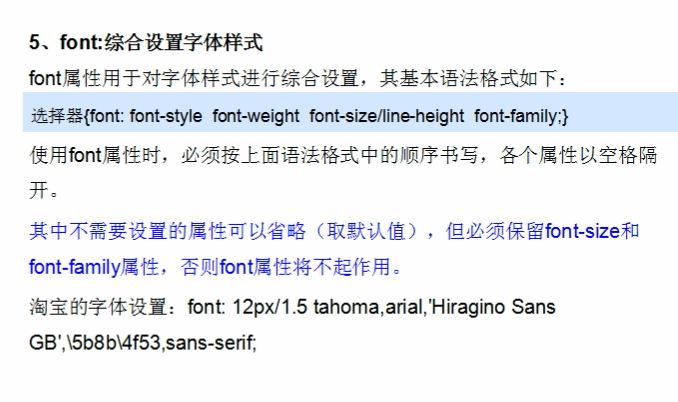 5、font:综合设置字体样式
font属性用于对字体样式进行综合设置，其基本语法格式如下：
选择器{font: font-style  font-weight  font-size/line-height  font-family;}
使用font属性时，必须按上面语法格式中的顺序书写，各个属性以空格隔
开。
其中不需要设置的属性可以省略（取默认值），但必须保留font-size和
font-family属性，否则font属性将不起作用。
淘宝的字体设置：font: 12px/1.5 tahoma,arial,'Hiragino Sans
GB',\5b8b\4f53,sans-serif;